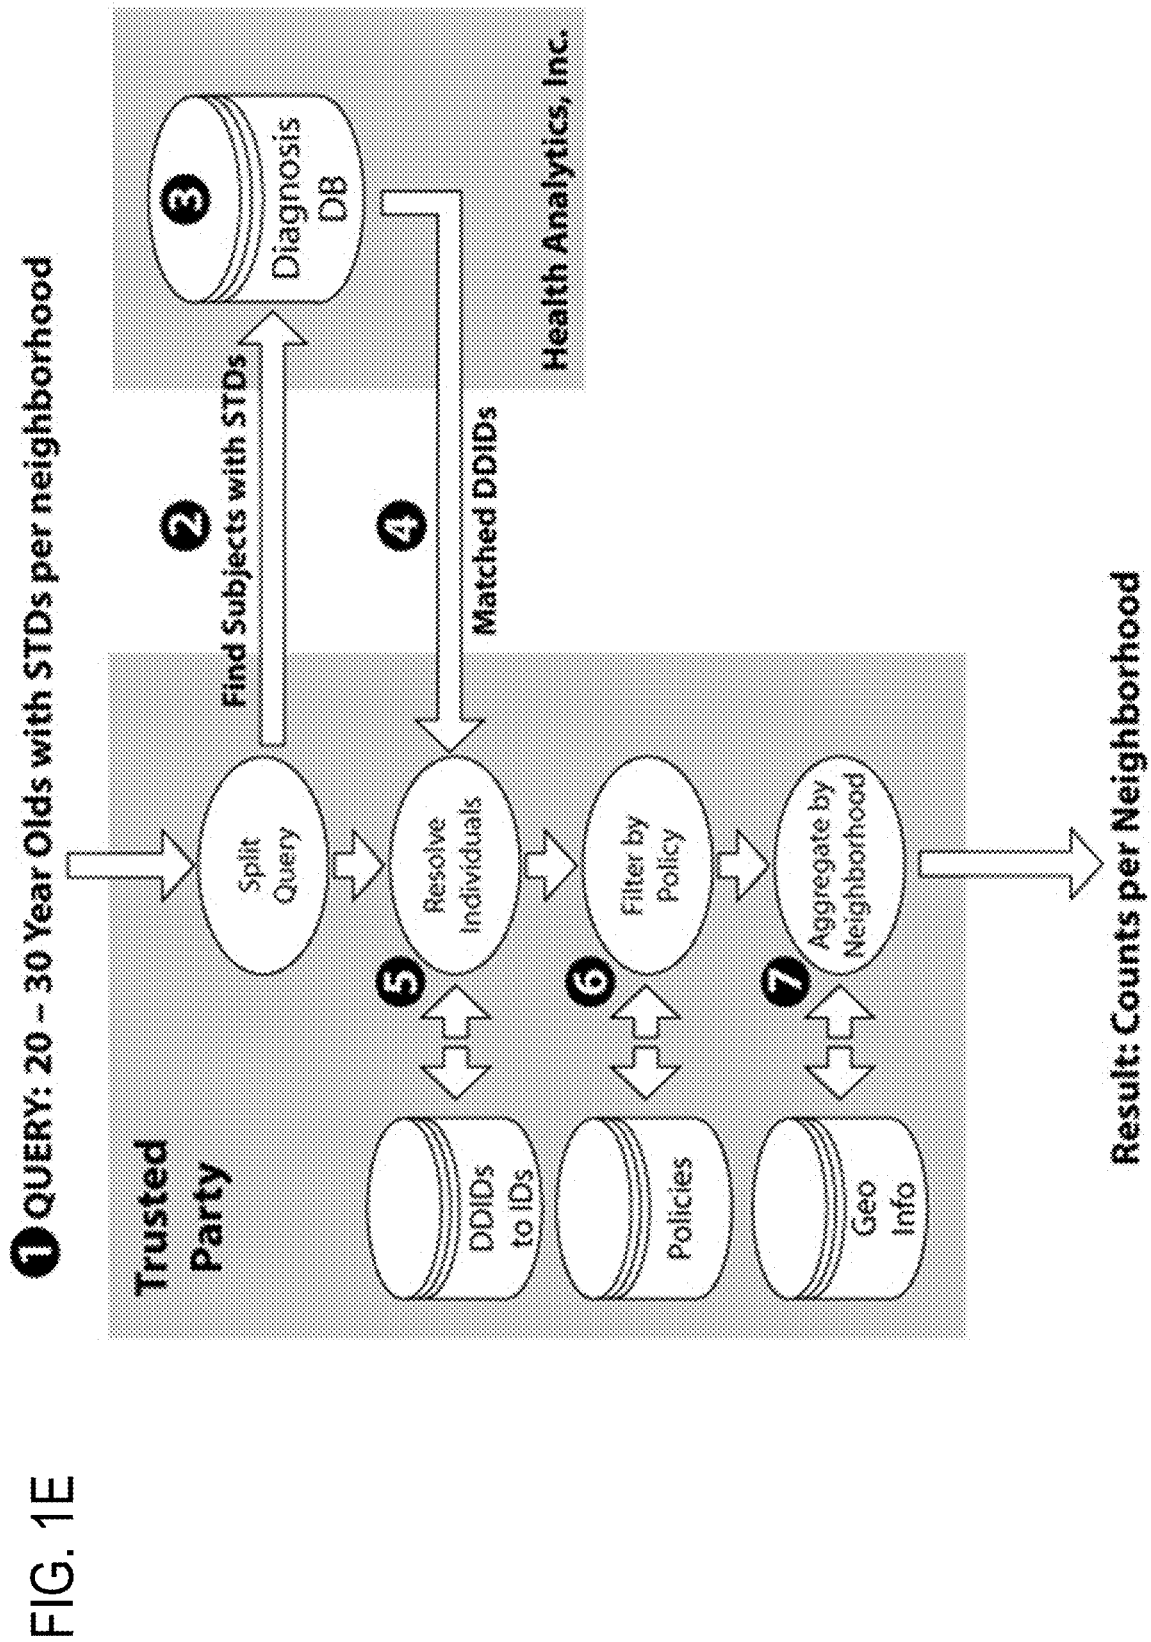 FIG. 1E
1 QUERY: 20 – 30 Year Olds with STDs per neighborhood
Trusted
Party
Split
Query
2
Find Subjects with STDs
3
Diagnosis
DB
Health Analytics, Inc.
4
Matched DDIDs
5
Resolve
Individuals
DDIDs
to IDs
6
Filter by
Policy
Policies
7
Aggregate by
Neighborhood
Geo
Info
Result: Counts per Neighborhood